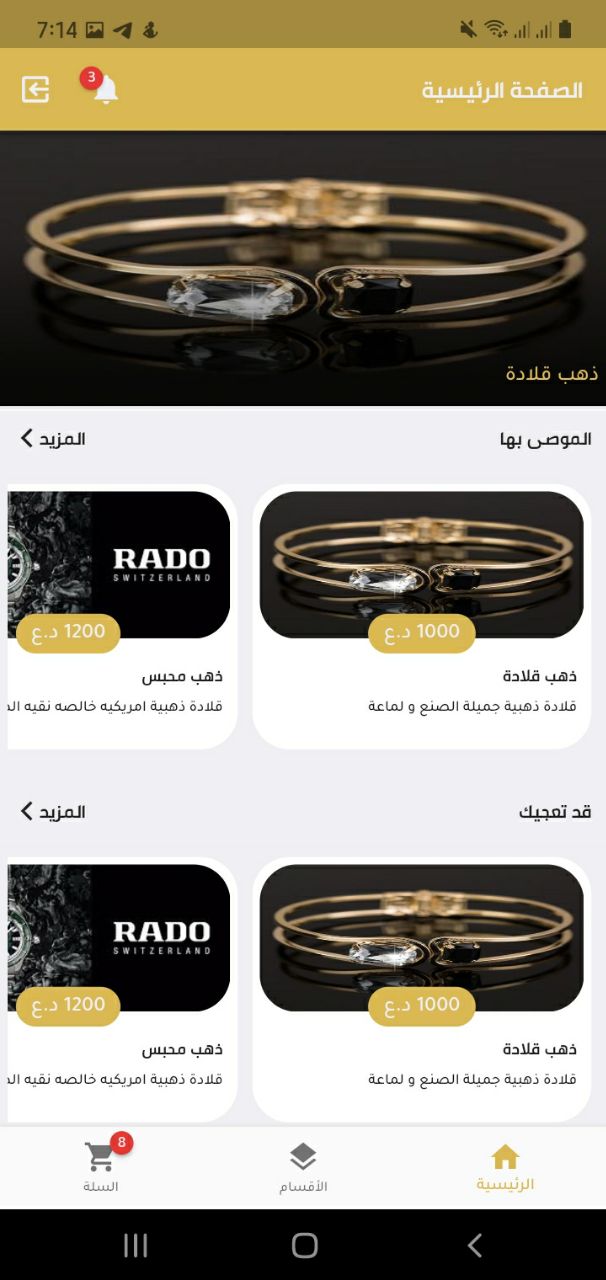 7:14
الصفحة الرئيسية
3
ذهب قلادة
الموصى بها
المزيد
RADO
SWITZERLAND
1000 د.ع
1200 د.ع
ذهب قلادة
قلادة ذهبية جميلة الصنع و لماعة
ذهب محبس
قلادة ذهبية امريكيه خالصه نقيه
قد تعجبك
المزيد
RADO
SWITZERLAND
1000 د.ع
1200 د.ع
ذهب قلادة
قلادة ذهبية جميلة الصنع و لماعة
ذهب محبس
قلادة ذهبية امريكيه خالصه نقيه
الرئيسية
الأقسام
8
السلة